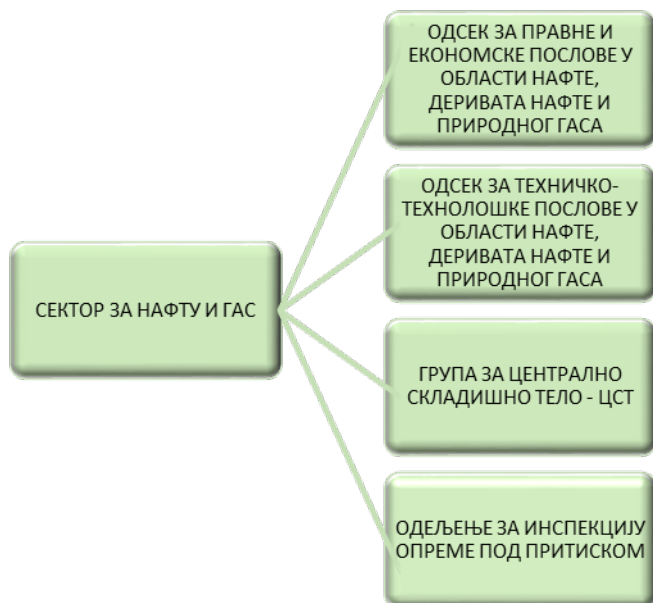 ОДСЕК ЗА ПРАВНЕ И
ЕКОНОМСКЕ ПОСЛОВЕ У
ОБЛАСТИ НАФТЕ,
ДЕРИВАТА НАФТЕ И
ПРИРОДНОГ ГАСА
ОДСЕК ЗА ТЕХНИЧКО-
ТЕХНОЛОШКЕ ПОСЛОВЕ У
ОБЛАСТИ НАФТЕ,
ДЕРИВАТА НАФТЕ И
ПРИРОДНОГ ГАСА
СЕКТОР ЗА НАФТУ И ГАС
ГРУПА ЗА ЦЕНТРАЛНО
СКЛАДИШНО ТЕЛО - ЦСТ
ОДЕЉЕЊЕ ЗА ИНСПЕКЦИЈУ
ОПРЕМЕ ПОД ПРИТИСКОМ